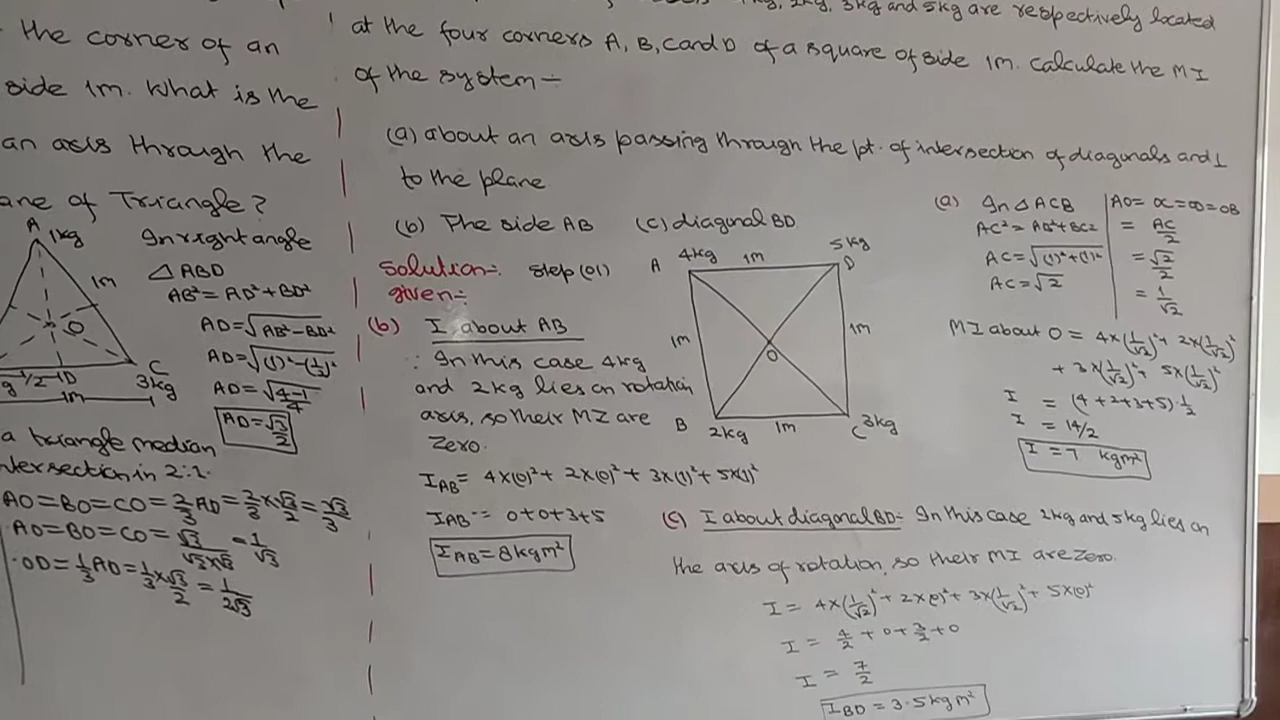 the corner of an
side 1m. What is the
an axis through the
ane of Triangle?
A 1kg
1m
O
C
3kg
g 1/2 D
1m
In right angle
△ABD
AB² = AD² + BD²
AD = √AB² - BD²
AD = √(1)² - (1/2)²
AD = √4-1/4
AD = √3/2
a triangle median
ntersection in 2:1.
AO = BO = CO = 2/3 AD = 2/3 × √3/2 = √3/3
AO = BO = CO = √3/√3×√3 = 1/√3
OD = 1/3 AD = 1/3 × √3/2 = 1/2√3
kg, 2kg, 3kg and 5kg are respectively located
at the four corners A, B, C and D of a square of side 1m. Calculate the MI
of the system ÷
(a) about an axis passing through the pt. of intersection of diagonals and ⊥
to the plane
(b) The side AB (c) diagonal BD.
Solution÷ step (01)
given÷
(b) I about AB
∴ In this case 4kg
and 2kg lies on rotation
axis, so their MI are
Zero.
I_AB = 4×(0)² + 2×(0)² + 3×(1)² + 5×(1)²
I_AB = 0+0+3+5
I_AB = 8 kgm²
A 4kg 1m 5kg D
1m 1m
O
B 2kg 1m C 3kg
(a) In △ACB
AC² = AB² + BC²
AC = √(1)² + (1)²
AC = √2
AO = OC = OD = OB
= AC/2
= √2/2
= 1/√2
MI about O = 4×(1/√2)² + 2×(1/√2)²
+ 3×(1/√2)² + 5×(1/√2)²
I = (4+2+3+5)·1/2
I = 14/2
I = 7 kgm²
(c) I about diagonal BD÷ In this case 2kg and 5kg lies on
the axis of rotation, so their MI are Zero.
I = 4×(1/√2)² + 2×(0)² + 3×(1/√2)² + 5×(0)²
I = 4/2 + 0 + 3/2 + 0
I = 7/2
I_BD = 3.5 kgm²